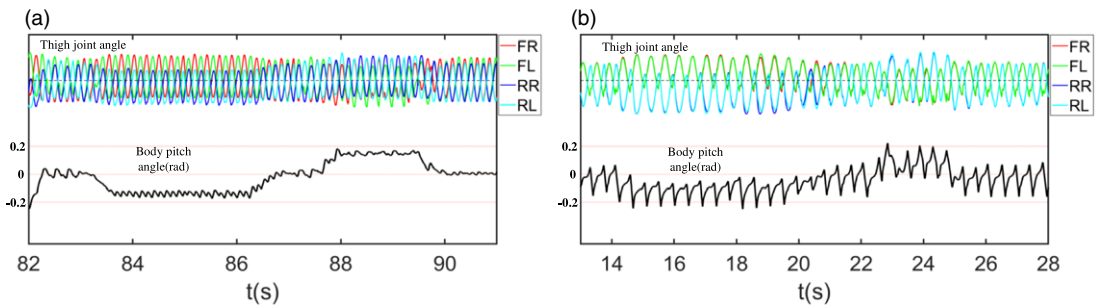 (a)
Thigh joint angle
FR
FL
RR
RL
0.2
Body pitch
angle(rad)
0
-0.2
82
84
86
88
90
t(s)
(b)
Thigh joint angle
FR
FL
RR
RL
0.2
Body pitch
angle(rad)
0
-0.2
14
16
18
20
22
24
26
28
t(s)